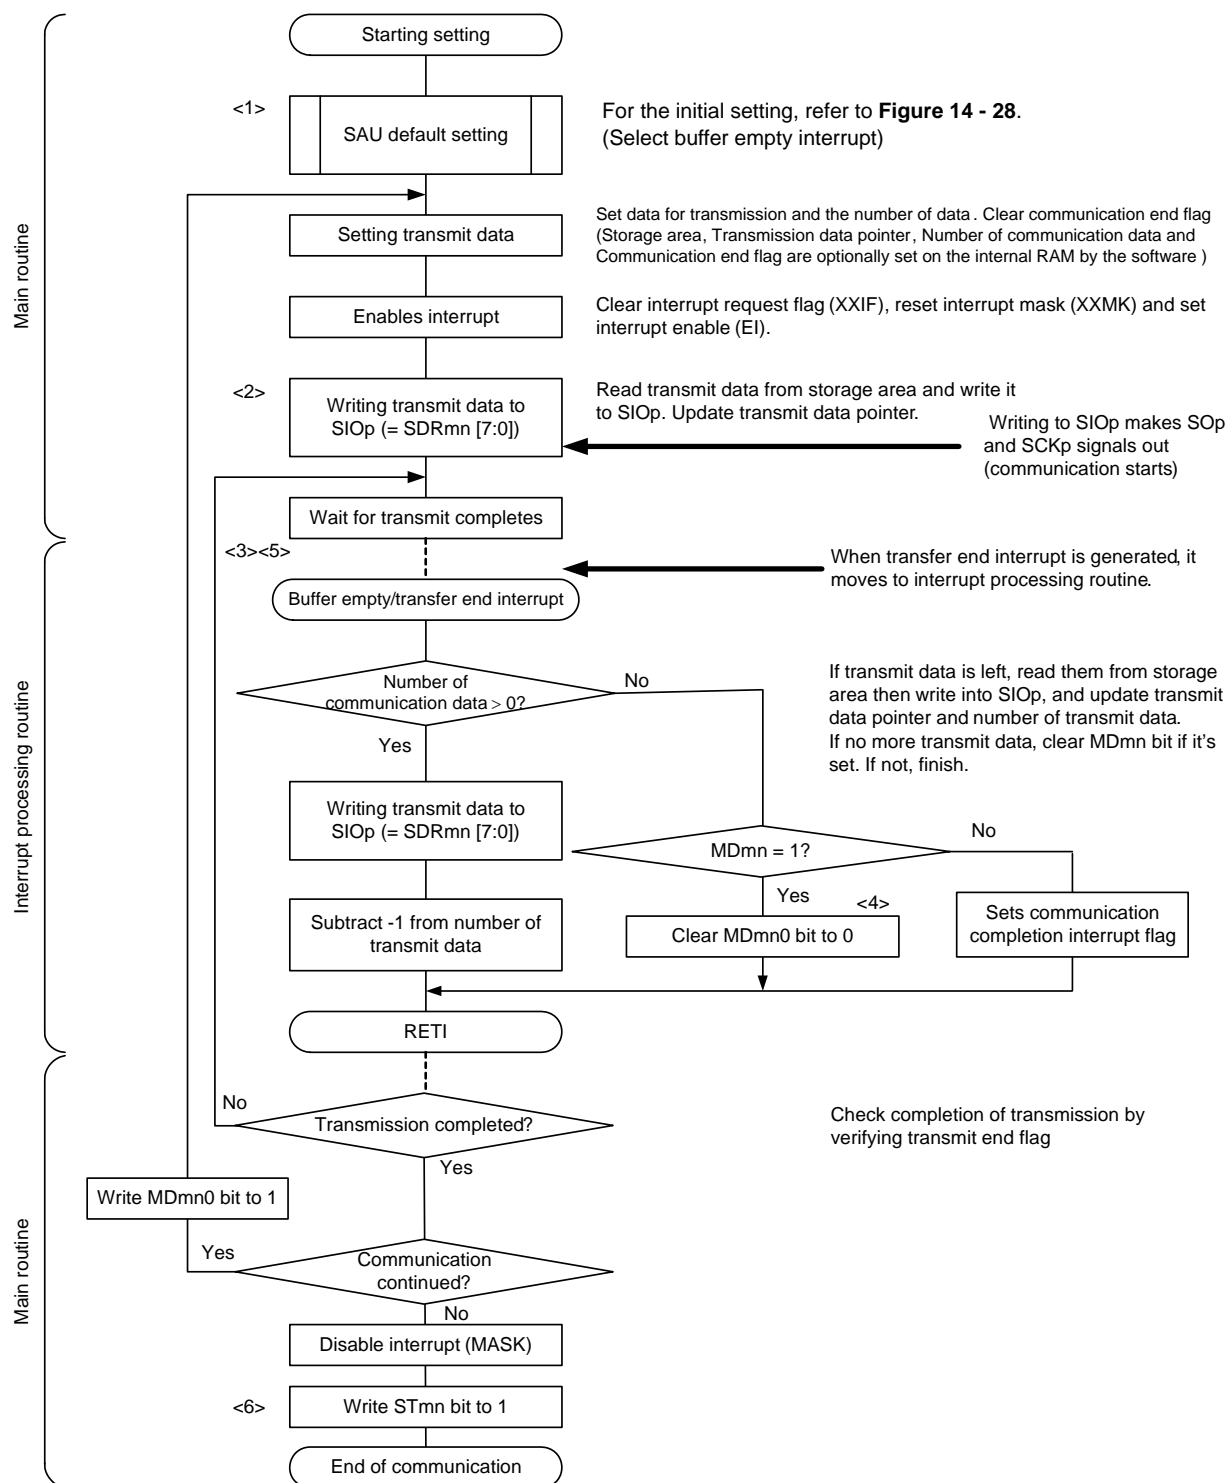 Starting setting
<1>
SAU default setting
For the initial setting, refer to Figure 14 - 28.
(Select buffer empty interrupt)
Main routine
Setting transmit data
Set data for transmission and the number of data. Clear communication end flag
(Storage area, Transmission data pointer, Number of communication data and
Communication end flag are optionally set on the internal RAM by the software )
Enables interrupt
Clear interrupt request flag (XXIF), reset interrupt mask (XXMK) and set
interrupt enable (EI).
<2>
Writing transmit data to
SIOp (= SDRmn [7:0])
Read transmit data from storage area and write it
to SIOp. Update transmit data pointer.
Writing to SIOp makes SOp
and SCKp signals out
(communication starts)
Wait for transmit completes
<3><5>
When transfer end interrupt is generated, it
moves to interrupt processing routine.
Buffer empty/transfer end interrupt
Interrupt processing routine
Number of
communication data > 0?
No
Yes
If transmit data is left, read them from storage
area then write into SIOp, and update transmit
data pointer and number of transmit data.
If no more transmit data, clear MDmn bit if it's
set. If not, finish.
Writing transmit data to
SIOp (= SDRmn [7:0])
MDmn = 1?
No
Yes
<4>
Subtract -1 from number of
transmit data
Clear MDmn0 bit to 0
Sets communication
completion interrupt flag
RETI
Main routine
No
Transmission completed?
Yes
Check completion of transmission by
verifying transmit end flag
Write MDmn0 bit to 1
Yes
Communication
continued?
No
Disable interrupt (MASK)
<6>
Write STmn bit to 1
End of communication